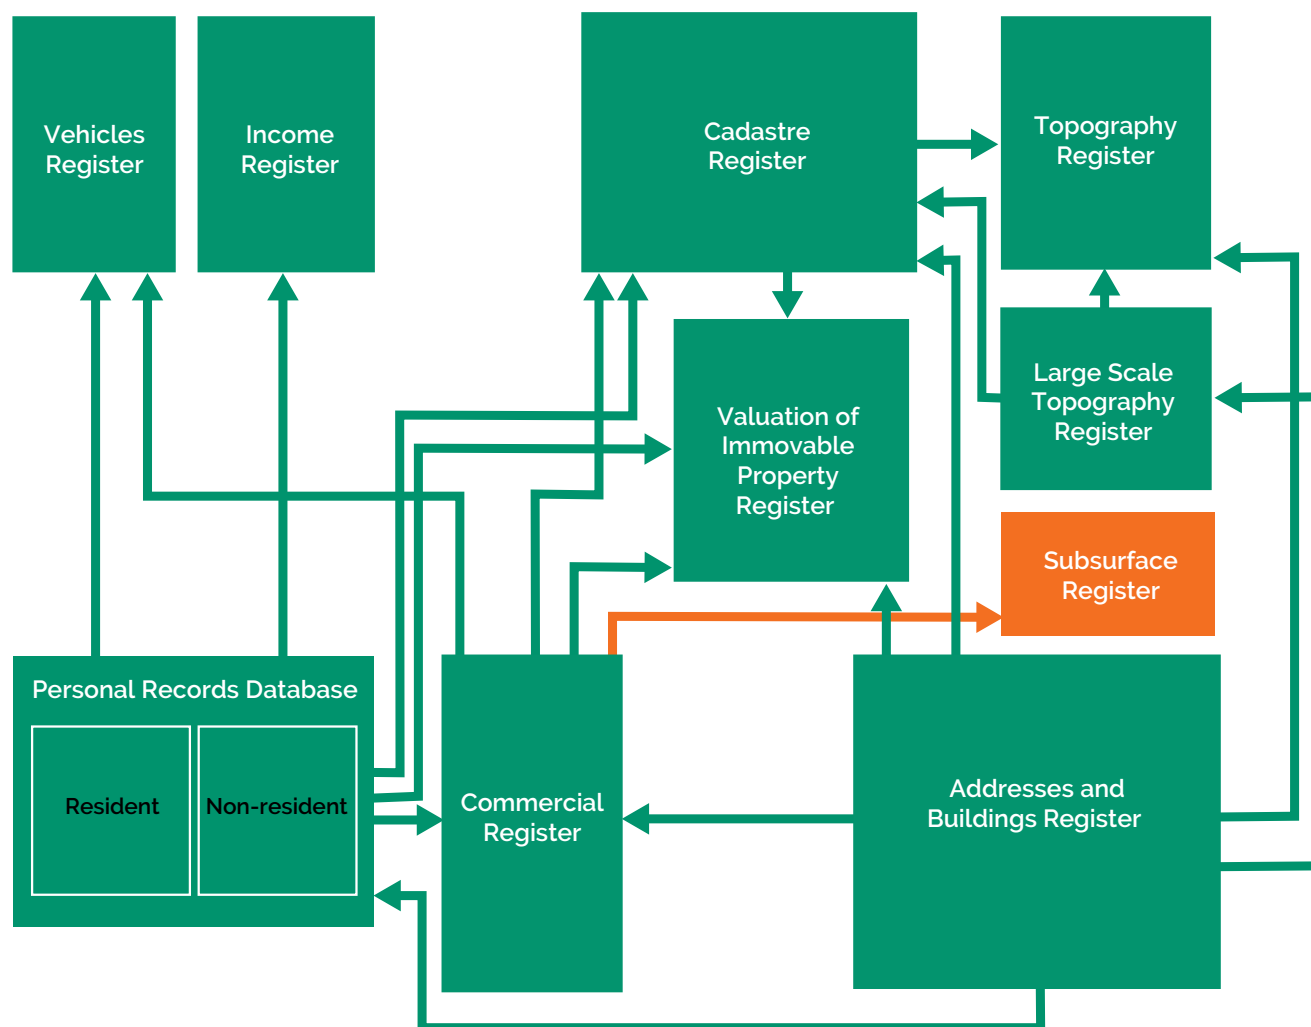 Vehicles
Register
Income
Register
Cadastre
Register
Topography
Register
Large Scale
Topography
Register
Valuation of
Immovable
Property
Register
Subsurface
Register
Personal Records Database
Resident
Non-resident
Commercial
Register
Addresses and
Buildings Register